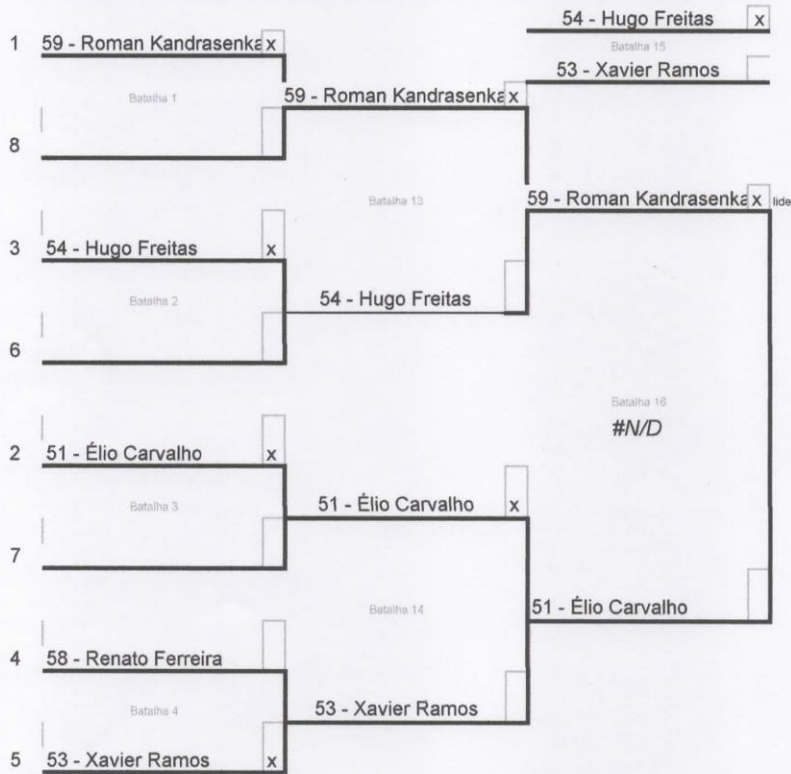 54 - Hugo Freitas x
1 59 - Roman Kandrasenka x
Batalha 15
53 - Xavier Ramos
Batalha 1
59 - Roman Kandrasenka x
8
59 - Roman Kandrasenka x lide
Batalha 13
3 54 - Hugo Freitas x
Batalha 2
54 - Hugo Freitas
6
Batalha 16
#N/D
2 51 - Élio Carvalho x
Batalha 3
51 - Élio Carvalho x
7
Batalha 14
51 - Élio Carvalho
4 58 - Renato Ferreira
Batalha 4
53 - Xavier Ramos
5 53 - Xavier Ramos x